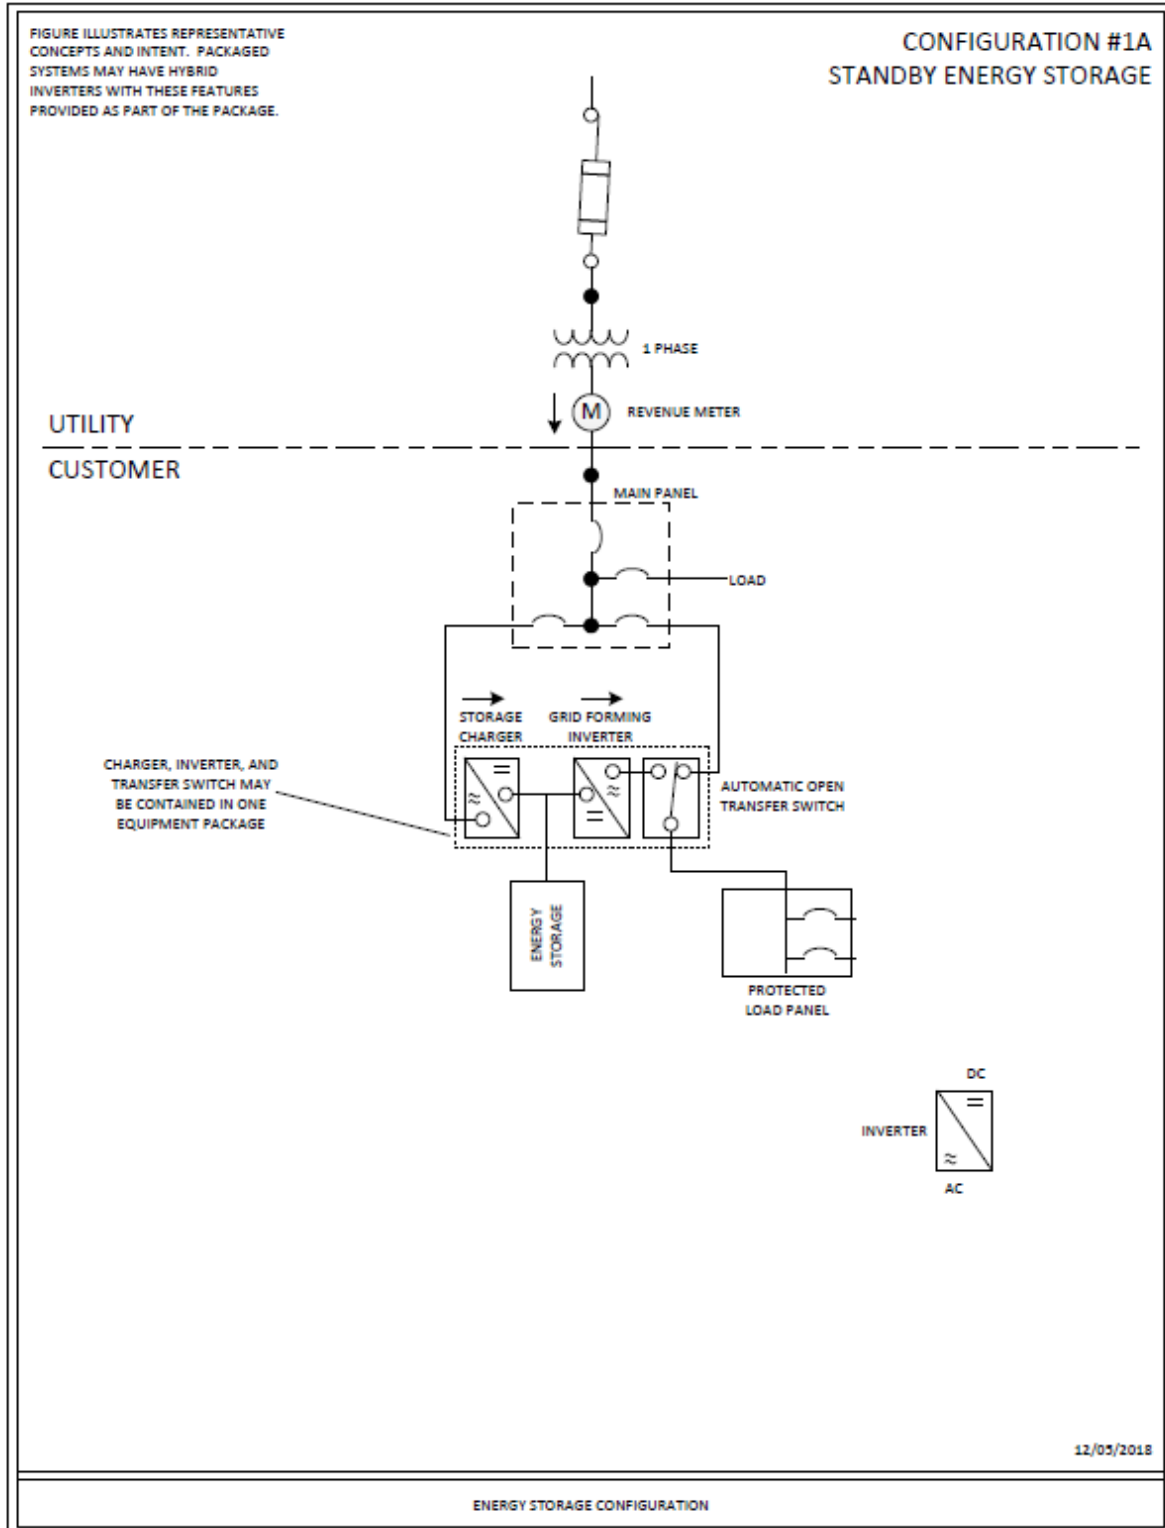 FIGURE ILLUSTRATES REPRESENTATIVE
CONCEPTS AND INTENT. PACKAGED
SYSTEMS MAY HAVE HYBRID
INVERTERS WITH THESE FEATURES
PROVIDED AS PART OF THE PACKAGE.
CONFIGURATION #1A
STANDBY ENERGY STORAGE
1 PHASE
M
REVENUE METER
UTILITY
CUSTOMER
MAIN PANEL
LOAD
STORAGE
CHARGER
GRID FORMING
INVERTER
CHARGER, INVERTER, AND
TRANSFER SWITCH MAY
BE CONTAINED IN ONE
EQUIPMENT PACKAGE
AUTOMATIC OPEN
TRANSFER SWITCH
ENERGY
STORAGE
PROTECTED
LOAD PANEL
DC
INVERTER
AC
12/05/2018
ENERGY STORAGE CONFIGURATION